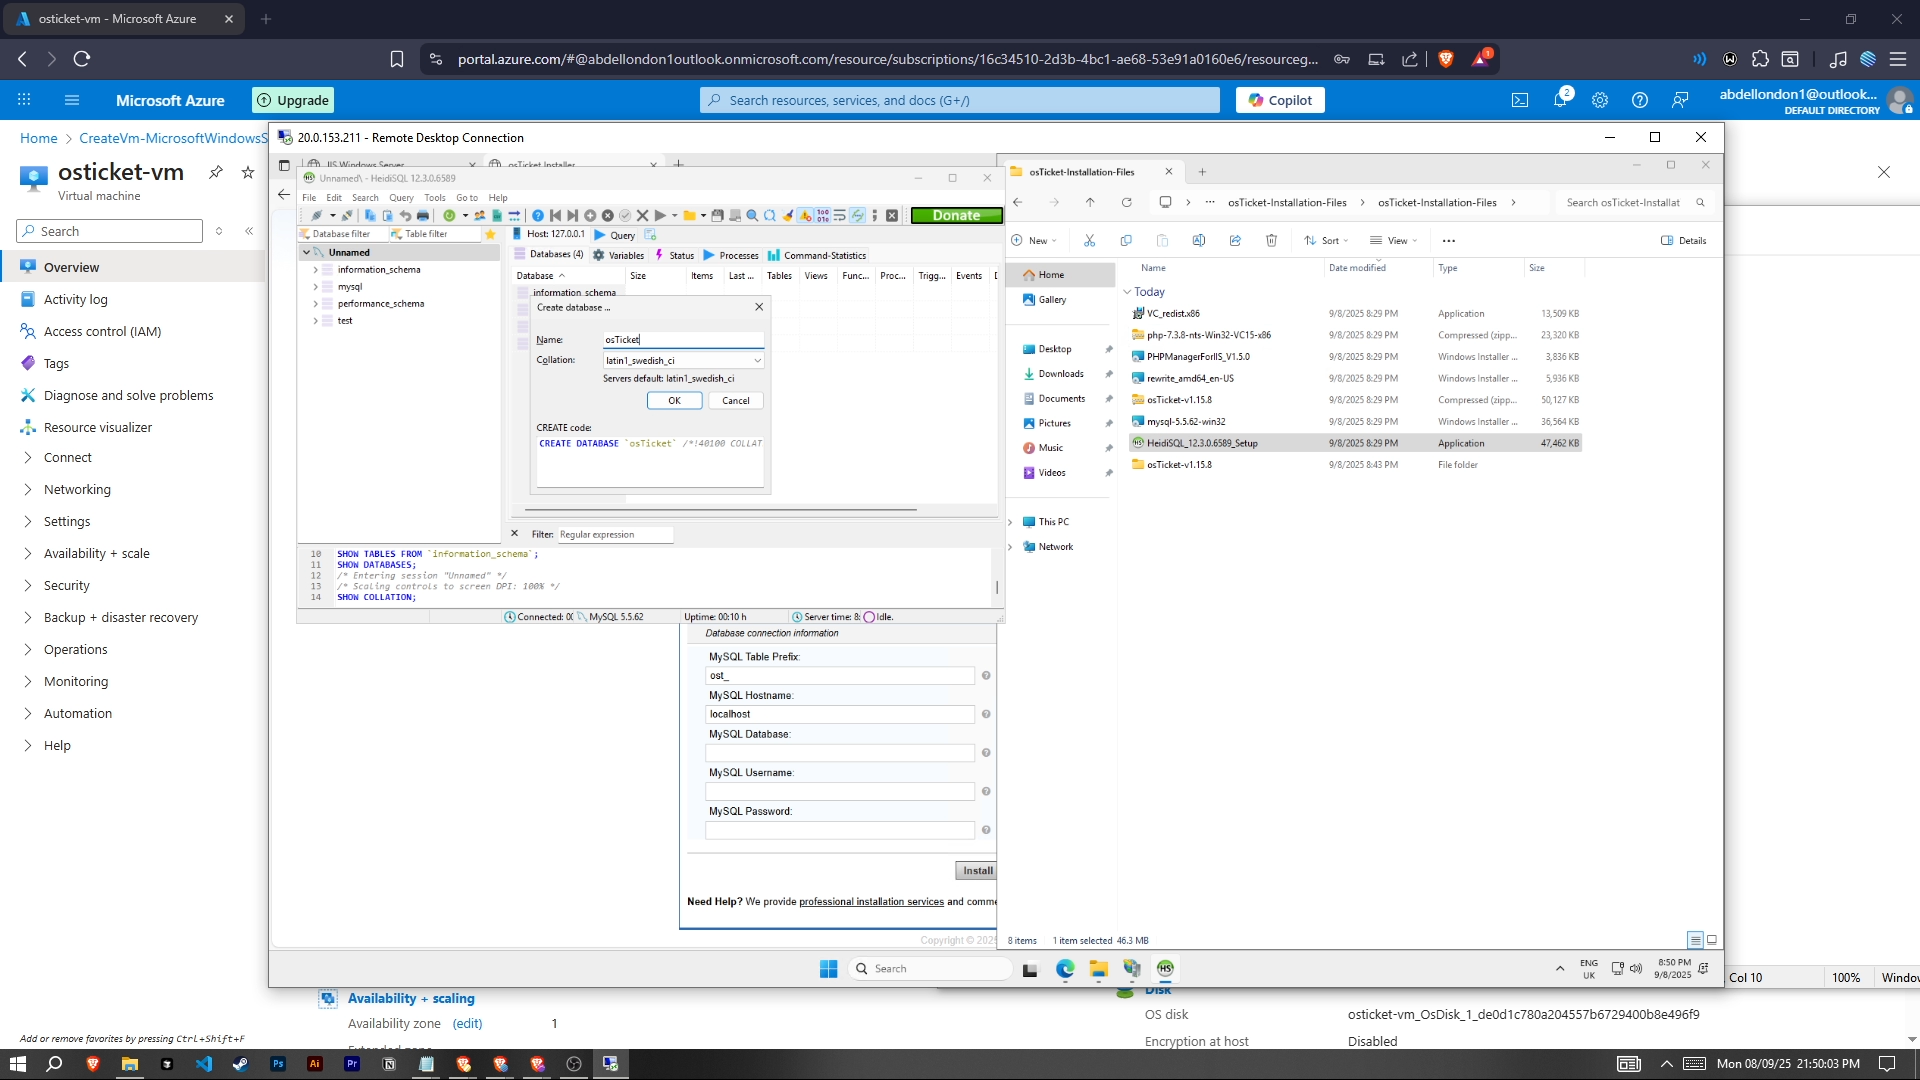 osticket-vm - Microsoft Azure
portal.azure.com/#@abdellondon1outlook.onmicrosoft.com/resource/subscriptions/16c34510-2d3b-4bc1-ae68-53e91a0160e6/resourceg...
1
Microsoft Azure
Upgrade
Search resources, services, and docs (G+/)
Copilot
2
abdellondon1@outlook...
DEFAULT DIRECTORY
Home > CreateVm-MicrosoftWindowsS
osticket-vm
Virtual machine
Search
Overview
Activity log
Access control (IAM)
Tags
Diagnose and solve problems
Resource visualizer
Connect
Networking
Settings
Availability + scale
Security
Backup + disaster recovery
Operations
Monitoring
Automation
Help
Add or remove favorites by pressing Ctrl+Shift+F
20.0.153.211 - Remote Desktop Connection
IIS Windows Server
osTicket Installer
Unnamed\ - HeidiSQL 12.3.0.6589
File Edit Search Query Tools Go to Help
Donate
Database filter
Table filter
Host: 127.0.0.1
Query
Unnamed
information_schema
mysql
performance_schema
test
Databases (4)
Variables
Status
Processes
Command-Statistics
Database Size Items Last ... Tables Views Func... Proc... Trigg... Events D
information_schema
Create database ...
Name: osTicket
Collation: latin1_swedish_ci
Servers default: latin1_swedish_ci
OK
Cancel
CREATE code:
CREATE DATABASE `osTicket` /*!40100 COLLAT
Filter: Regular expression
10 SHOW TABLES FROM `information_schema`;
11 SHOW DATABASES;
12 /* Entering session "Unnamed" */
13 /* Scaling controls to screen DPI: 100% */
14 SHOW COLLATION;
Connected: 00
MySQL 5.5.62
Uptime: 00:10 h
Server time: 8:
Idle.
Database connection information
MySQL Table Prefix:
ost_
MySQL Hostname:
localhost
MySQL Database:
MySQL Username:
MySQL Password:
Install
Need Help? We provide professional installation services and comme
Copyright © 2025
osTicket-Installation-Files
osTicket-Installation-Files > osTicket-Installation-Files >
Search osTicket-Installat
New
Sort
View
Details
Home
Gallery
Desktop
Downloads
Documents
Pictures
Music
Videos
This PC
Network
Name Date modified Type Size
Today
VC_redist.x86 9/8/2025 8:29 PM Application 13,509 KB
php-7.3.8-nts-Win32-VC15-x86 9/8/2025 8:29 PM Compressed (zipp... 23,320 KB
PHPManagerForIIS_V1.5.0 9/8/2025 8:29 PM Windows Installer ... 3,836 KB
rewrite_amd64_en-US 9/8/2025 8:29 PM Windows Installer ... 5,936 KB
osTicket-v1.15.8 9/8/2025 8:29 PM Compressed (zipp... 50,127 KB
mysql-5.5.62-win32 9/8/2025 8:29 PM Windows Installer ... 36,564 KB
HeidiSQL_12.3.0.6589_Setup 9/8/2025 8:29 PM Application 47,462 KB
osTicket-v1.15.8 9/8/2025 8:43 PM File folder
8 items
1 item selected 46.3 MB
Search
HS
ENG
UK
8:50 PM
9/8/2025
Col 10
100%
Windov
Availability + scaling
Availability zone (edit) 1
Disk
OS disk osticket-vm_OsDisk_1_de0d1c780a204557b6729400b8e496f9
Encryption at host Disabled
Ps
Ai
Pr
Mon 08/09/25 21:50:03 PM